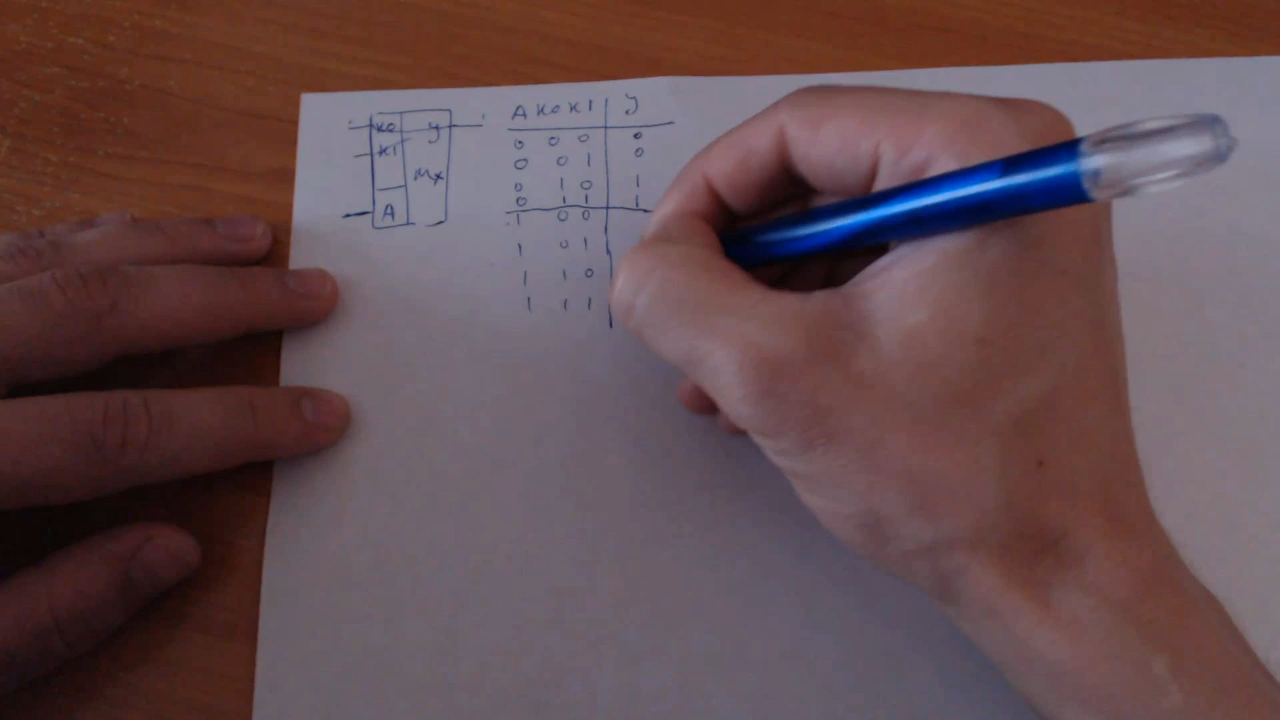 x0 y
x1
Mx
A
A x0 x1 y
0 0 0 0
0 0 1 0
0 1 0 1
0 1 1 1
1 0 0
1 0 1
1 1 0
1 1 1